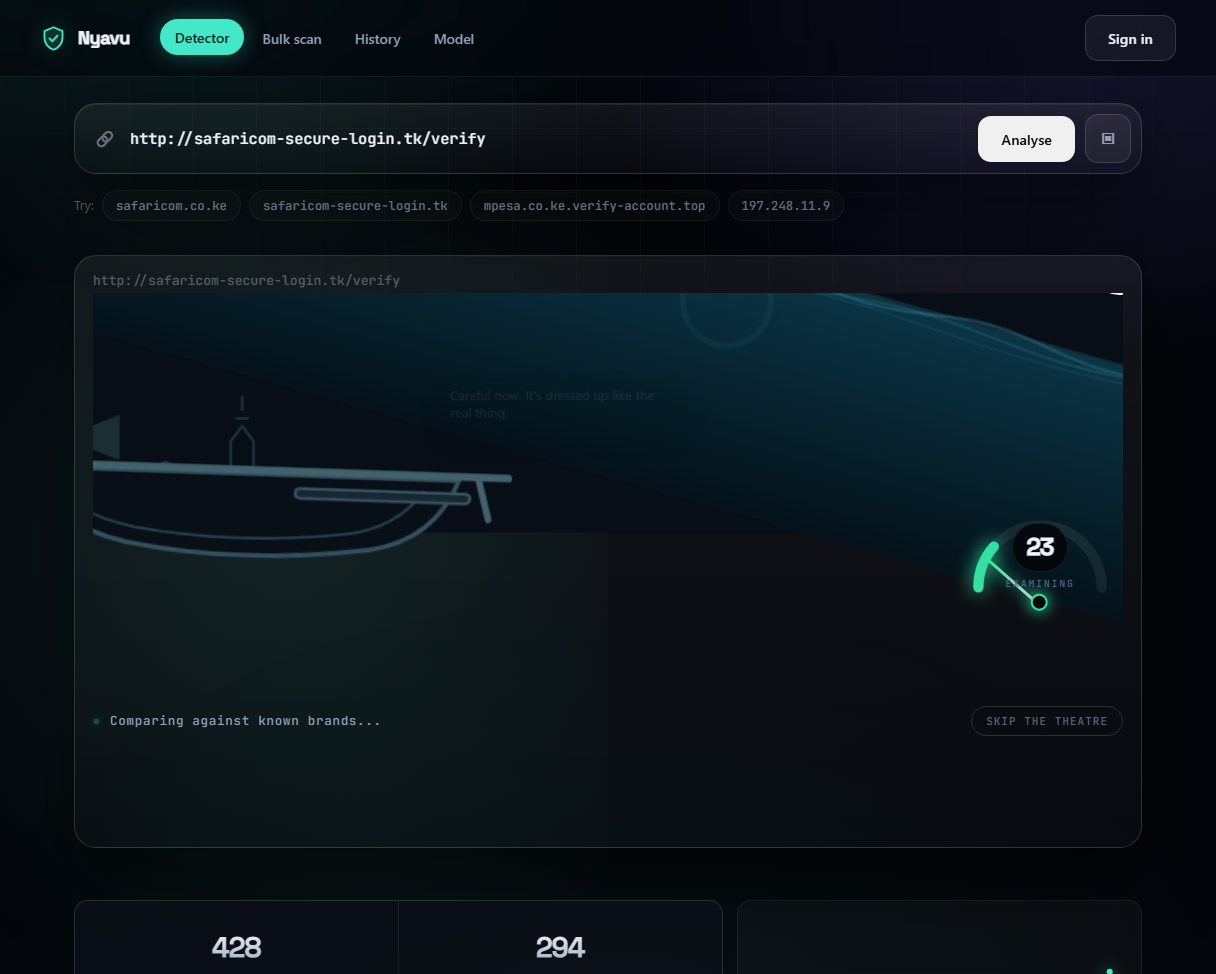 Nyavu
Detector
Bulk scan
History
Model
Sign in
http://safaricom-secure-login.tk/verify
Analyse
Try:
safaricom.co.ke
safaricom-secure-login.tk
mpesa.co.ke.verify-account.top
197.248.11.9
http://safaricom-secure-login.tk/verify
Careful now. It's dressed up like the
real thing.
23
EXAMINING
Comparing against known brands...
SKIP THE THEATRE
428
294